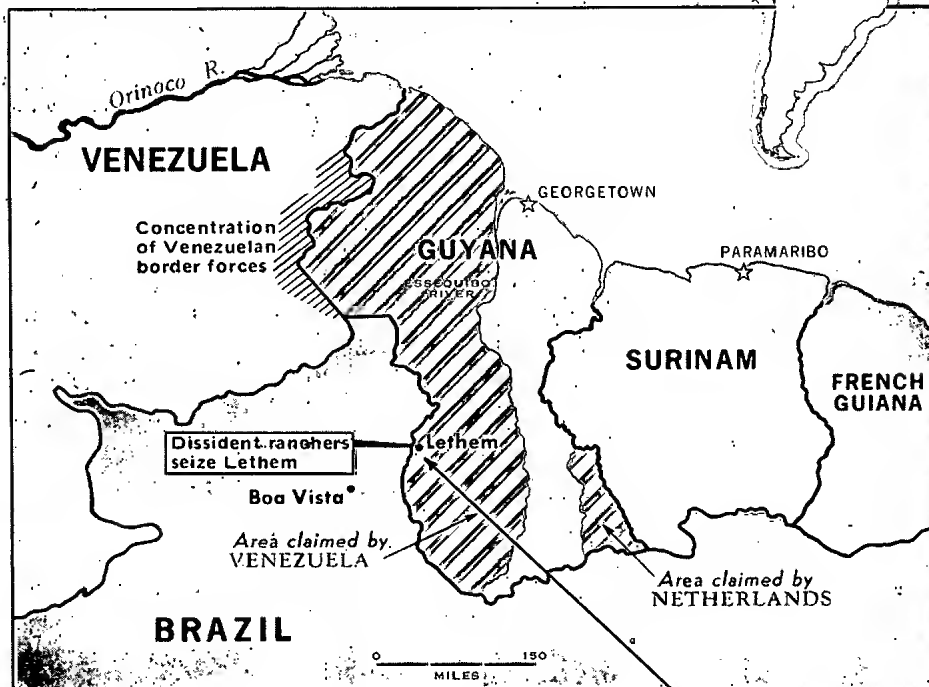 Orinoco R.
VENEZUELA
Concentration
of Venezuelan
border forces
GEORGETOWN
GUYANA
ESSEQUIBO
RIVER
PARAMARIBO
SURINAM
FRENCH
GUIANA
Dissident ranchers
seize Lethem
Lethem
Boa Vista
Area claimed by
VENEZUELA
Area claimed by
NETHERLANDS
BRAZIL
0 150
MILES